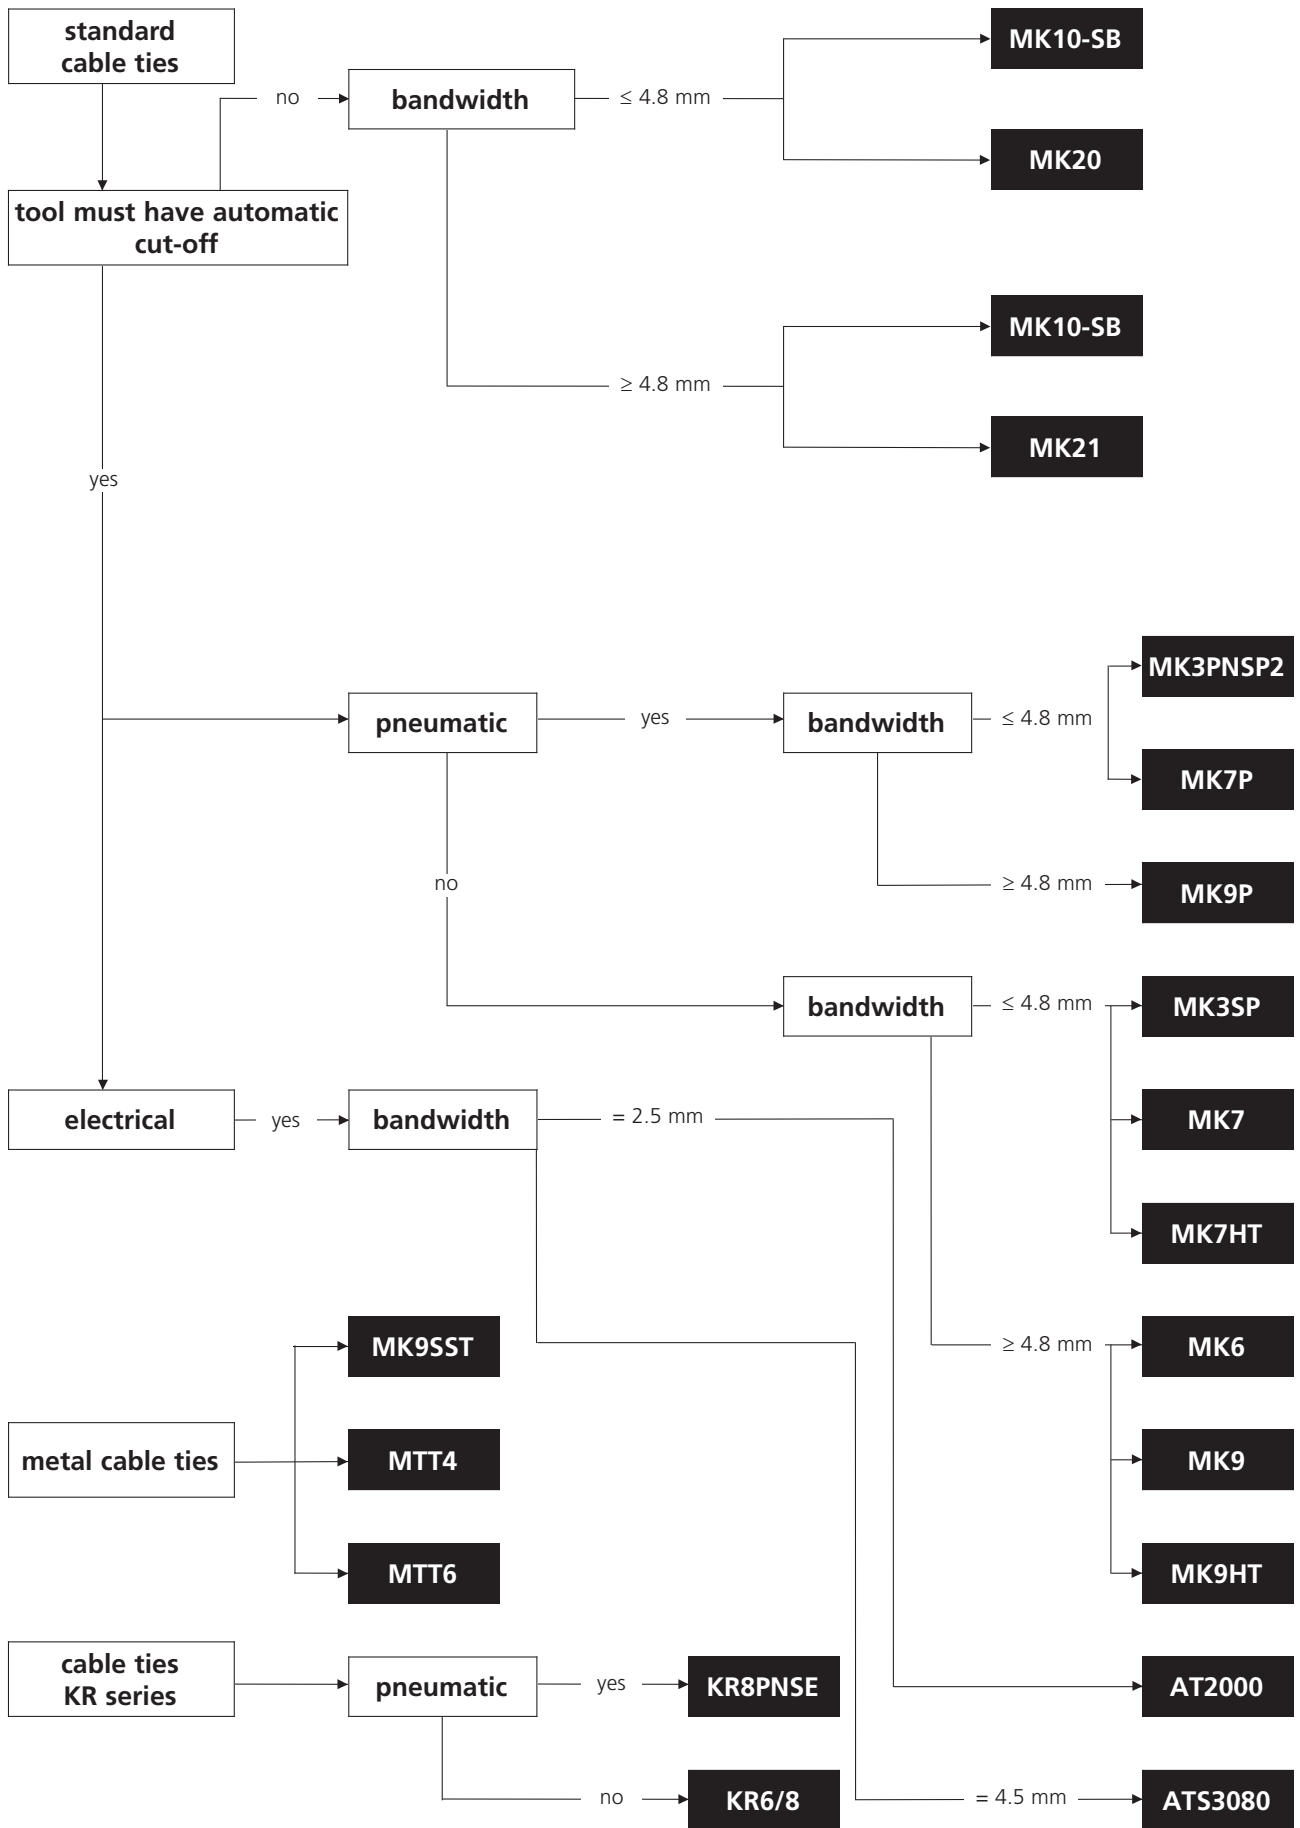 standard
cable ties
MK10-SB
no
bandwidth
≤ 4.8 mm
MK20
tool must have automatic
cut-off
MK10-SB
≥ 4.8 mm
MK21
yes
MK3PNSP2
pneumatic
yes
bandwidth
≤ 4.8 mm
MK7P
no
≥ 4.8 mm
MK9P
bandwidth
≤ 4.8 mm
MK3SP
electrical
yes
bandwidth
= 2.5 mm
MK7
MK7HT
MK9SST
≥ 4.8 mm
MK6
metal cable ties
MTT4
MK9
MTT6
MK9HT
cable ties
KR series
pneumatic
yes
KR8PNSE
AT2000
no
KR6/8
= 4.5 mm
ATS3080